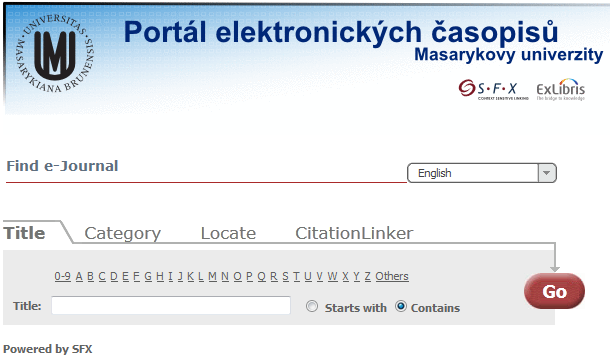 UNIVERSITAS MASARYKIANA BRUNENSIS
Portál elektronických časopisů
Masarykovy univerzity
S·F·X
CONTEXT SENSITIVE LINKING
ExLibris
The bridge to knowledge
Find e-Journal
English
Title Category Locate CitationLinker
0-9 A B C D E F G H I J K L M N O P Q R S T U V W X Y Z Others
Title: Starts with Contains
Go
Powered by SFX